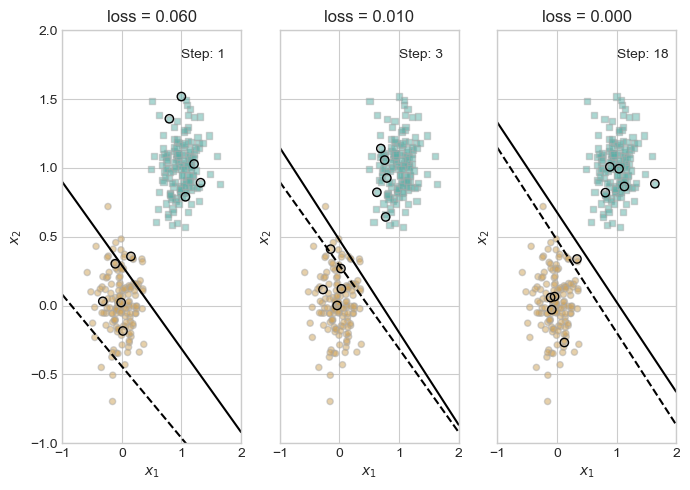 loss = 0.060 loss = 0.010 loss = 0.000
2.0
Step: 1 Step: 3 Step: 18
1.5
1.0
x₂ x₂ x₂
0.5
0.0
−0.5
−1.0
−1 0 1 2 −1 0 1 2 −1 0 1 2
x₁ x₁ x₁